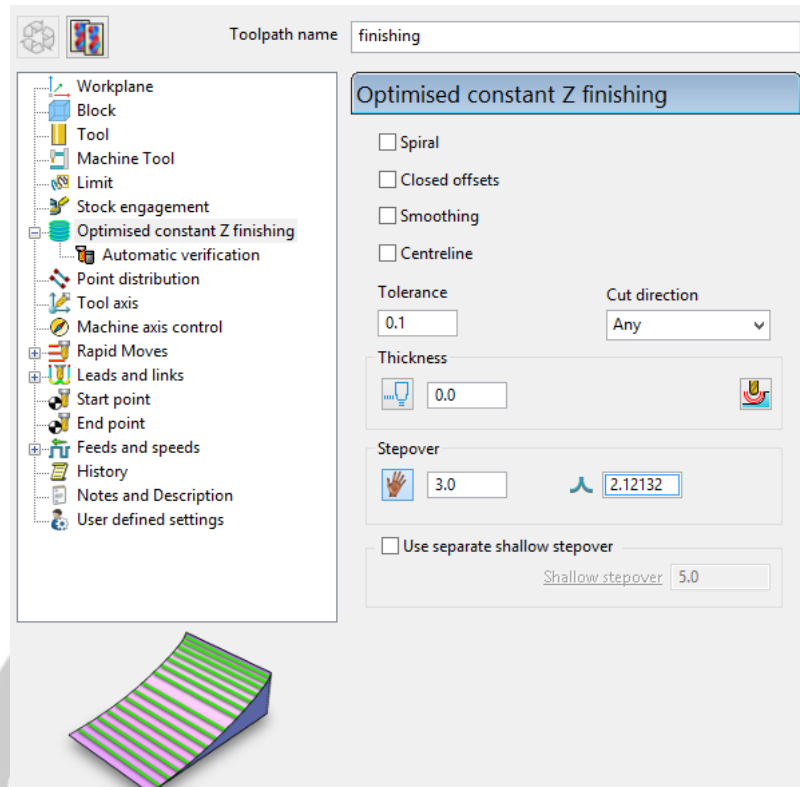 Toolpath name
finishing
Workplane
Block
Tool
Machine Tool
Limit
Stock engagement
Optimised constant Z finishing
Automatic verification
Point distribution
Tool axis
Machine axis control
Rapid Moves
Leads and links
Start point
End point
Feeds and speeds
History
Notes and Description
User defined settings
Optimised constant Z finishing
Spiral
Closed offsets
Smoothing
Centreline
Tolerance
Cut direction
0.1
Any
Thickness
0.0
Stepover
3.0
2.12132
Use separate shallow stepover
Shallow stepover 5.0